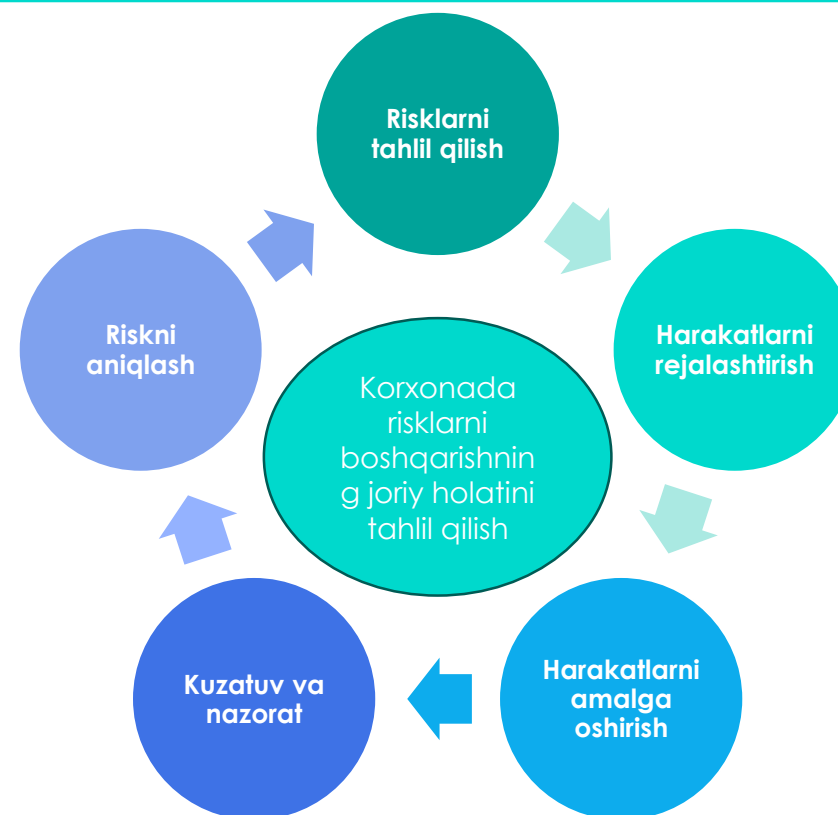 Risklarni
tahlil qilish
Harakatlarni
rejalashtirish
Harakatlarni
amalga
oshirish
Kuzatuv va
nazorat
Riskni
aniqlash
Korxonada
risklarni
boshqarishnin
g joriy holatini
tahlil qilish